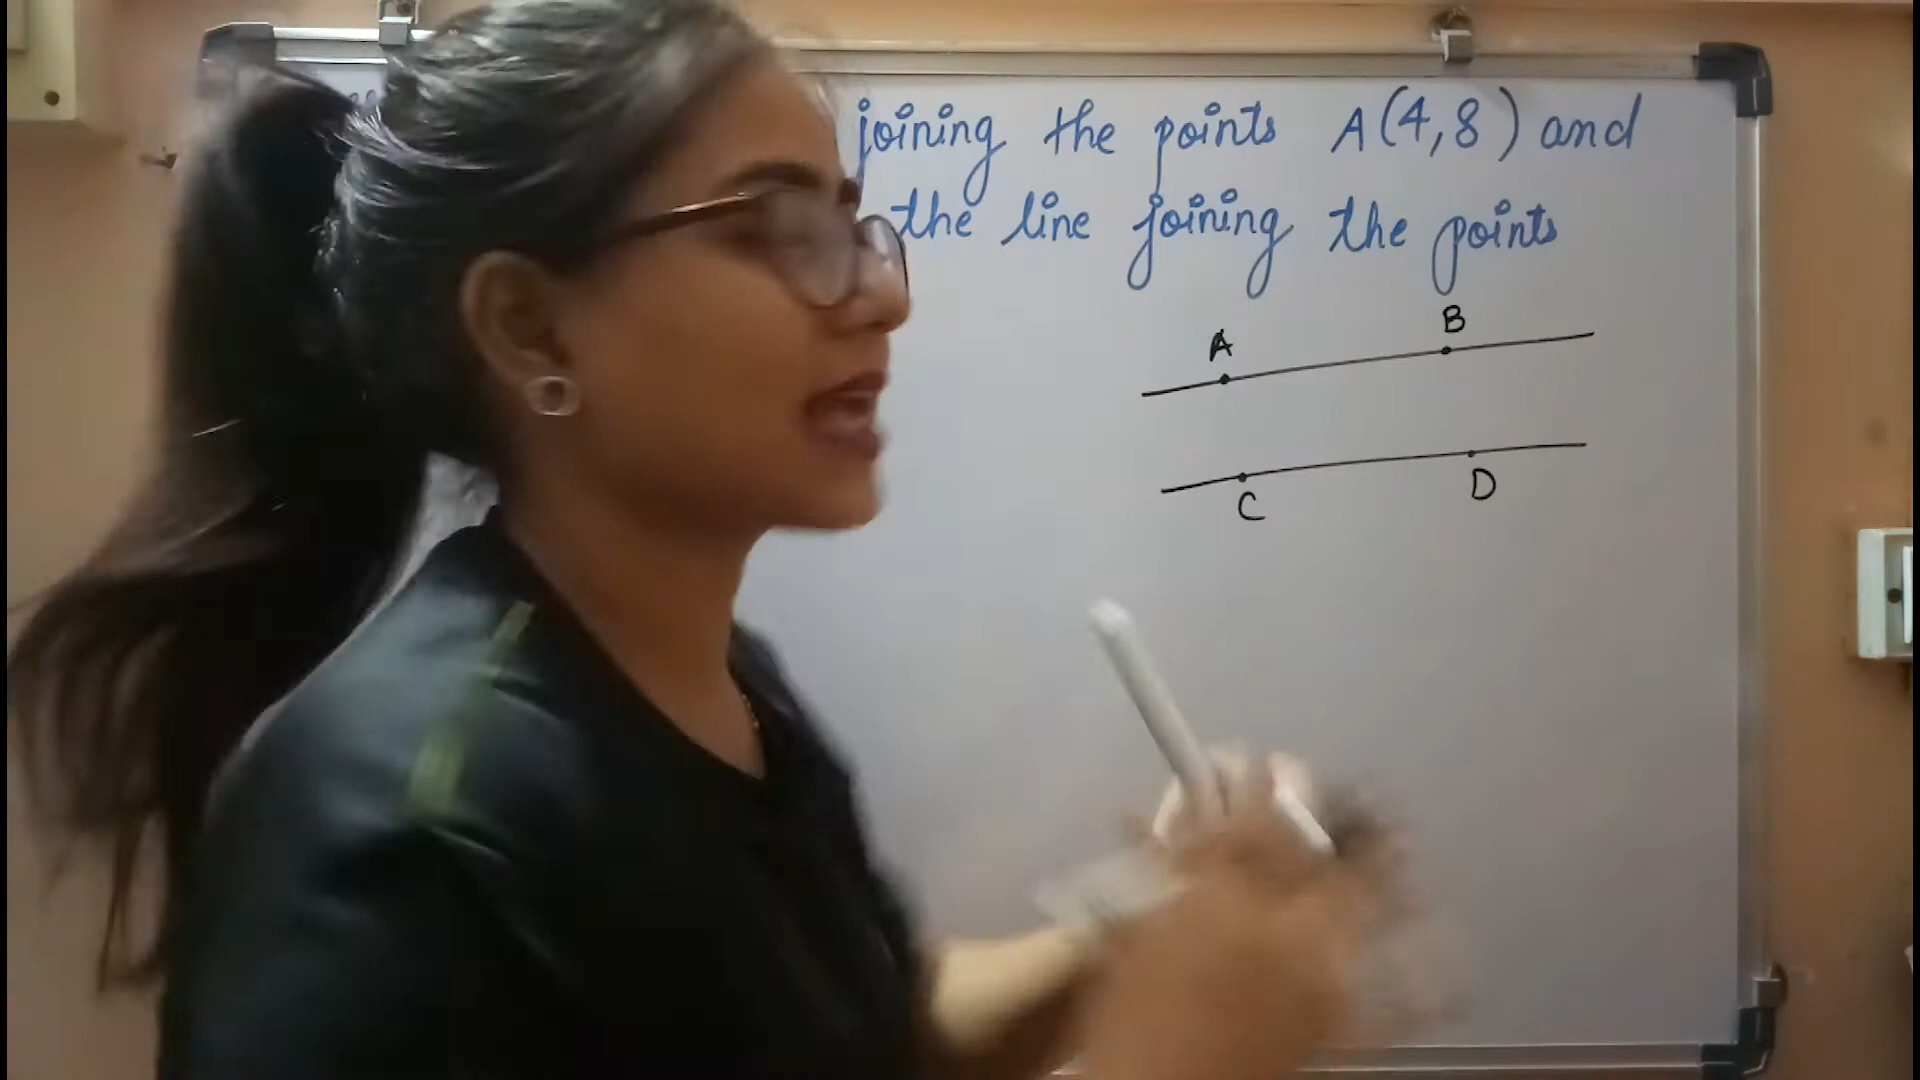 joining the points A(4,8) and
the line joining the points
A
B
C
D